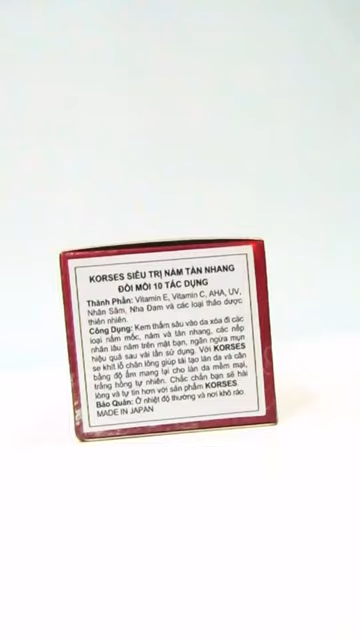 KORSES SIÊU TRỊ NÁM TÀN NHANG
ĐỒI MỒI 10 TÁC DỤNG
Thành Phần: Vitamin E, Vitamin C, AHA, UV,
Nhân Sâm, Nha Đam và các loại thảo dược
thiên nhiên.
Công Dụng: Kem thấm sâu vào da xóa đi các
loại nấm mốc, nám và tàn nhang, các nếp
nhăn lâu năm trên mặt bạn, ngăn ngừa mụn
hiệu quả sau vài lần sử dụng. Với KORSES
se khít lỗ chân lông giúp tái tạo làn da và cân
bằng độ ẩm mang tại cho làn da mềm mại,
trắng hồng tự nhiên. Chắc chắn bạn sẽ hài
lòng và tự tin hơn với sản phẩm KORSES.
Bảo Quản: Ở nhiệt độ thường và nơi khô ráo.
MADE IN JAPAN